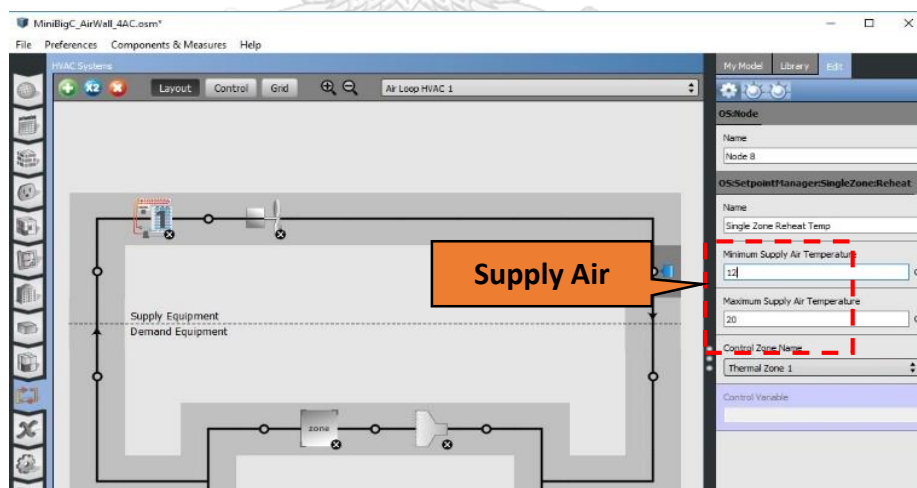 MiniBigC_AirWall_4AC.osm*
File Preferences Components & Measures Help
HVAC Systems
My Model Library Edit
x2 Layout Control Grid Air Loop HVAC 1
OS:Node
Name
Node 8
OS:SetpointManager:SingleZone:Reheat
Name
Single Zone Reheat Temp
Minimum Supply Air Temperature
12
Maximum Supply Air Temperature
20
Control Zone Name
Thermal Zone 1
Control Variable
1
Supply Air
Supply Equipment
Demand Equipment
zone